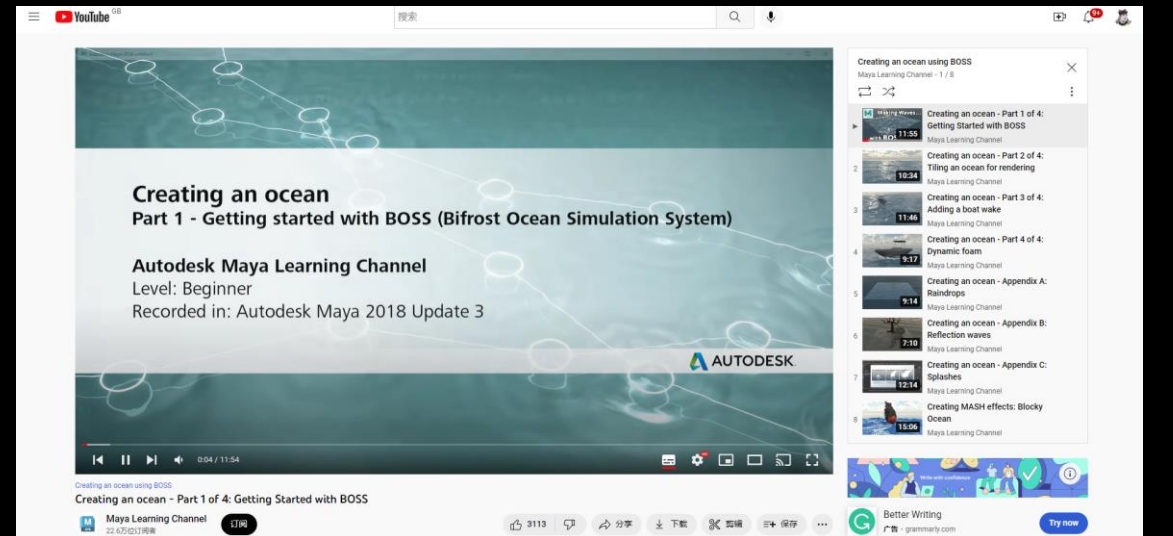 YouTube GB
搜索
9+
Creating an ocean
Part 1 - Getting started with BOSS (Bifrost Ocean Simulation System)
Autodesk Maya Learning Channel
Level: Beginner
Recorded in: Autodesk Maya 2018 Update 3
AUTODESK
0:04 / 11:54
Creating an ocean using BOSS
Creating an ocean - Part 1 of 4: Getting Started with BOSS
Maya Learning Channel
22.6万位订阅者
订阅
3113
分享
下载
剪辑
保存
Creating an ocean using BOSS
Maya Learning Channel - 1 / 8
Making Waves...
with BOSS
11:55
Creating an ocean - Part 1 of 4:
Getting Started with BOSS
Maya Learning Channel
2
10:34
Creating an ocean - Part 2 of 4:
Tiling an ocean for rendering
Maya Learning Channel
3
11:46
Creating an ocean - Part 3 of 4:
Adding a boat wake
Maya Learning Channel
4
9:17
Creating an ocean - Part 4 of 4:
Dynamic foam
Maya Learning Channel
5
9:14
Creating an ocean - Appendix A:
Raindrops
Maya Learning Channel
6
7:10
Creating an ocean - Appendix B:
Reflection waves
Maya Learning Channel
7
12:14
Creating an ocean - Appendix C:
Splashes
Maya Learning Channel
8
15:06
Creating MASH effects: Blocky
Ocean
Maya Learning Channel
Write with confidence
Better Writing
广告 · grammarly.com
Try now